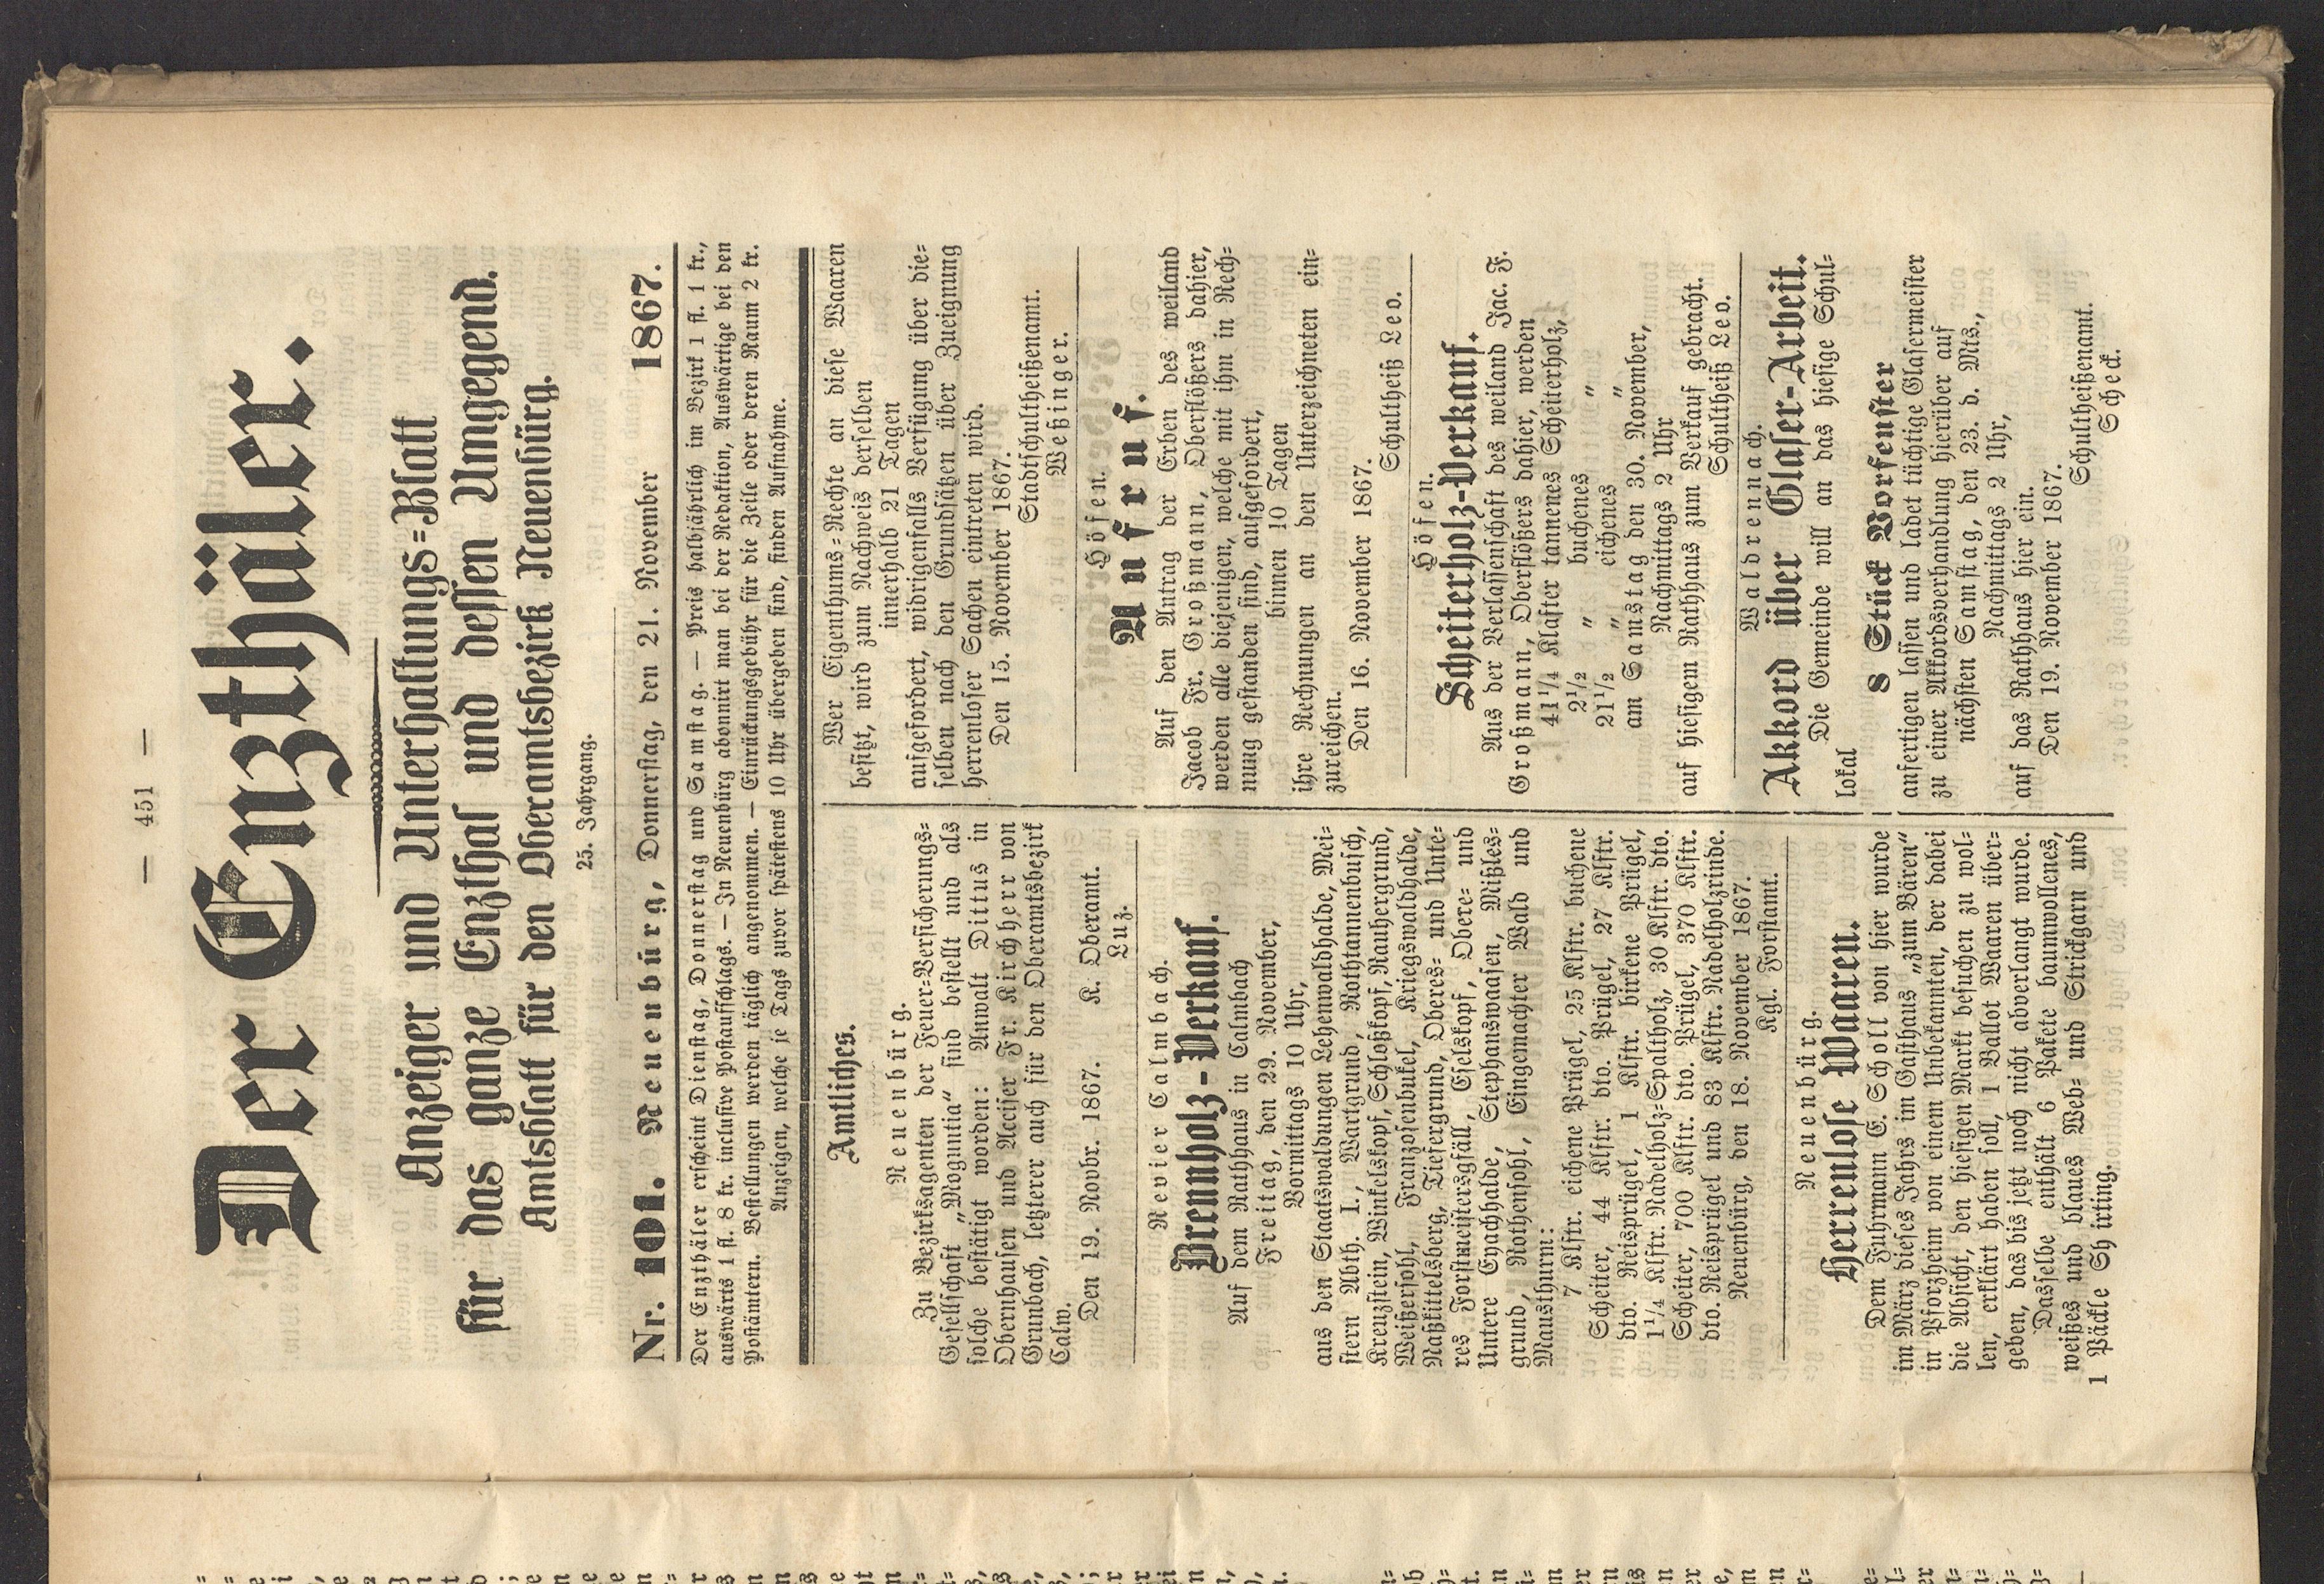 — 451 —
Der Enzthäler.
Anzeiger und Unterhaltungs-Blatt
für das ganze Enzthal und dessen Umgegend.
Amtsblatt für den Oberamtsbezirk Neuenbürg.
25. Jahrgang.
Nr. 101. Neuenbürg, Donnerstag, den 21. November 1867.
Der Enzthäler erscheint Dienstag, Donnerstag und Samstag. — Preis halbjährlich im Bezirk 1 fl. 1 kr.,
auswärts 1 fl. 8 kr. inclusive Postaufschlags. — In Neuenbürg abonnirt man bei der Redaktion, Auswärtige bei den
Postämtern. Bestellungen werden täglich angenommen. — Einrückungsgebühr für die Zeile oder deren Raum 2 kr.
Anzeigen, welche je Tags zuvor spätestens 10 Uhr übergeben sind, finden Aufnahme.
Amtliches.
Neuenbürg.
Zu Bezirksagenten der Feuer-Versicherungs-
Gesellschaft „Moguntia“ sind bestellt und als
solche bestätigt worden: Anwalt Dittus in
Obernhausen und Acciser Fr. Kirchherr von
Grunbach, letzterer auch für den Oberamtsbezirk
Calw.
Den 19. Novbr. 1867. K. Oberamt.
Luz.
Revier Calmbach.
Brennholz-Verkauf.
Auf dem Rathhaus in Calmbach
Freitag, den 29. November,
Vormittags 10 Uhr,
aus den Staatswaldungen Lehenwaldhalde, Mei-
stern Abth. I., Wartgrund, Rothtannenbusch,
Kreuzstein, Winkelskopf, Schloßkopf, Rauhergrund,
Weißersohl, Franzosenbukel, Kriegswaldhalde,
Naßkittelsberg, Tiefergrund, Oberes- und Unte-
res Forstmeistersgfäll, Eselskopf, Obere- und
Untere Eyachhalde, Stephanswaasen, Mißles-
grund, Rothensohl, Eingemachter Wald und
Mausthurm:
7 Klftr. eichene Prügel, 25 Klftr. buchene
Scheiter, 44 Klftr. dto. Prügel, 27 Klftr.
dto. Reisprügel, 1 Klftr. birkene Prügel,
1¼ Klftr. Nadelholz-Spaltholz, 30 Klftr. dto.
Scheiter, 700 Klftr. dto. Prügel, 370 Klftr.
dto. Reisprügel und 83 Klftr. Nadelholzrinde.
Neuenbürg, den 18. November 1867.
Kgl. Forstamt.
Neuenbürg.
Herrenlose Waaren.
Dem Fuhrmann E. Scholl von hier wurde
im März dieses Jahrs im Gasthaus „zum Bären“
in Pforzheim von einem Unbekannten, der dabei
die Absicht, den hiesigen Markt besuchen zu wol-
len, erklärt haben soll, 1 Ballot Waaren über-
geben, das bis jetzt noch nicht abverlangt wurde.
Dasselbe enthält 6 Pakete baumwollenes,
weißes und blaues Web- und Strickgarn und
1 Päckle Shirting.
Wer Eigenthums-Rechte an diese Waaren
besitzt, wird zum Nachweis derselben
innerhalb 21 Tagen
aufgefordert, widrigenfalls Verfügung über die-
selben nach den Grundsätzen über Zueignung
herrenloser Sachen eintreten wird.
Den 15. November 1867.
Stadtschultheißenamt.
Weßinger.
Höfen.
Aufruf.
Auf den Antrag der Erben des weiland
Jacob Fr. Großmann, Oberflößers dahier,
werden alle diejenigen, welche mit ihm in Rech-
nung gestanden sind, aufgefordert,
binnen 10 Tagen
ihre Rechnungen an den Unterzeichneten ein-
zureichen.
Den 16. November 1867.
Schultheiß Leo.
Höfen.
Scheiterholz-Verkauf.
Aus der Verlassenschaft des weiland Jac. F.
Großmann, Oberflößers dahier, werden
41¼ Klafter tannenes Scheiterholz,
2½ „ buchenes „
21½ „ eichenes „
am Samstag den 30. November,
Nachmittags 2 Uhr
auf hiesigem Rathhaus zum Verkauf gebracht.
Schultheiß Leo.
Waldrennach.
Akkord über Glaser-Arbeit.
Die Gemeinde will an das hiesige Schul-
lokal
8 Stück Vorfenster
anfertigen lassen und ladet tüchtige Glasermeister
zu einer Akkordsverhandlung hierüber auf
nächsten Samstag, den 23. d. Mts.,
Nachmittags 2 Uhr,
auf das Rathhaus hier ein.
Den 19. November 1867.
Schultheißenamt.
Scheck.